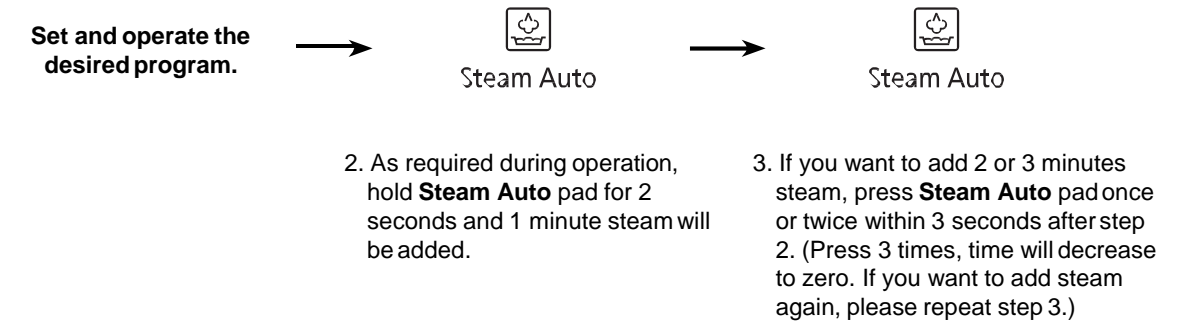 Set and operate the
desired program.
Steam Auto
Steam Auto
2. As required during operation,
hold Steam Auto pad for 2
seconds and 1 minute steam will
be added.
3. If you want to add 2 or 3 minutes
steam, press Steam Auto pad once
or twice within 3 seconds after step
2. (Press 3 times, time will decrease
to zero. If you want to add steam
again, please repeat step 3.)